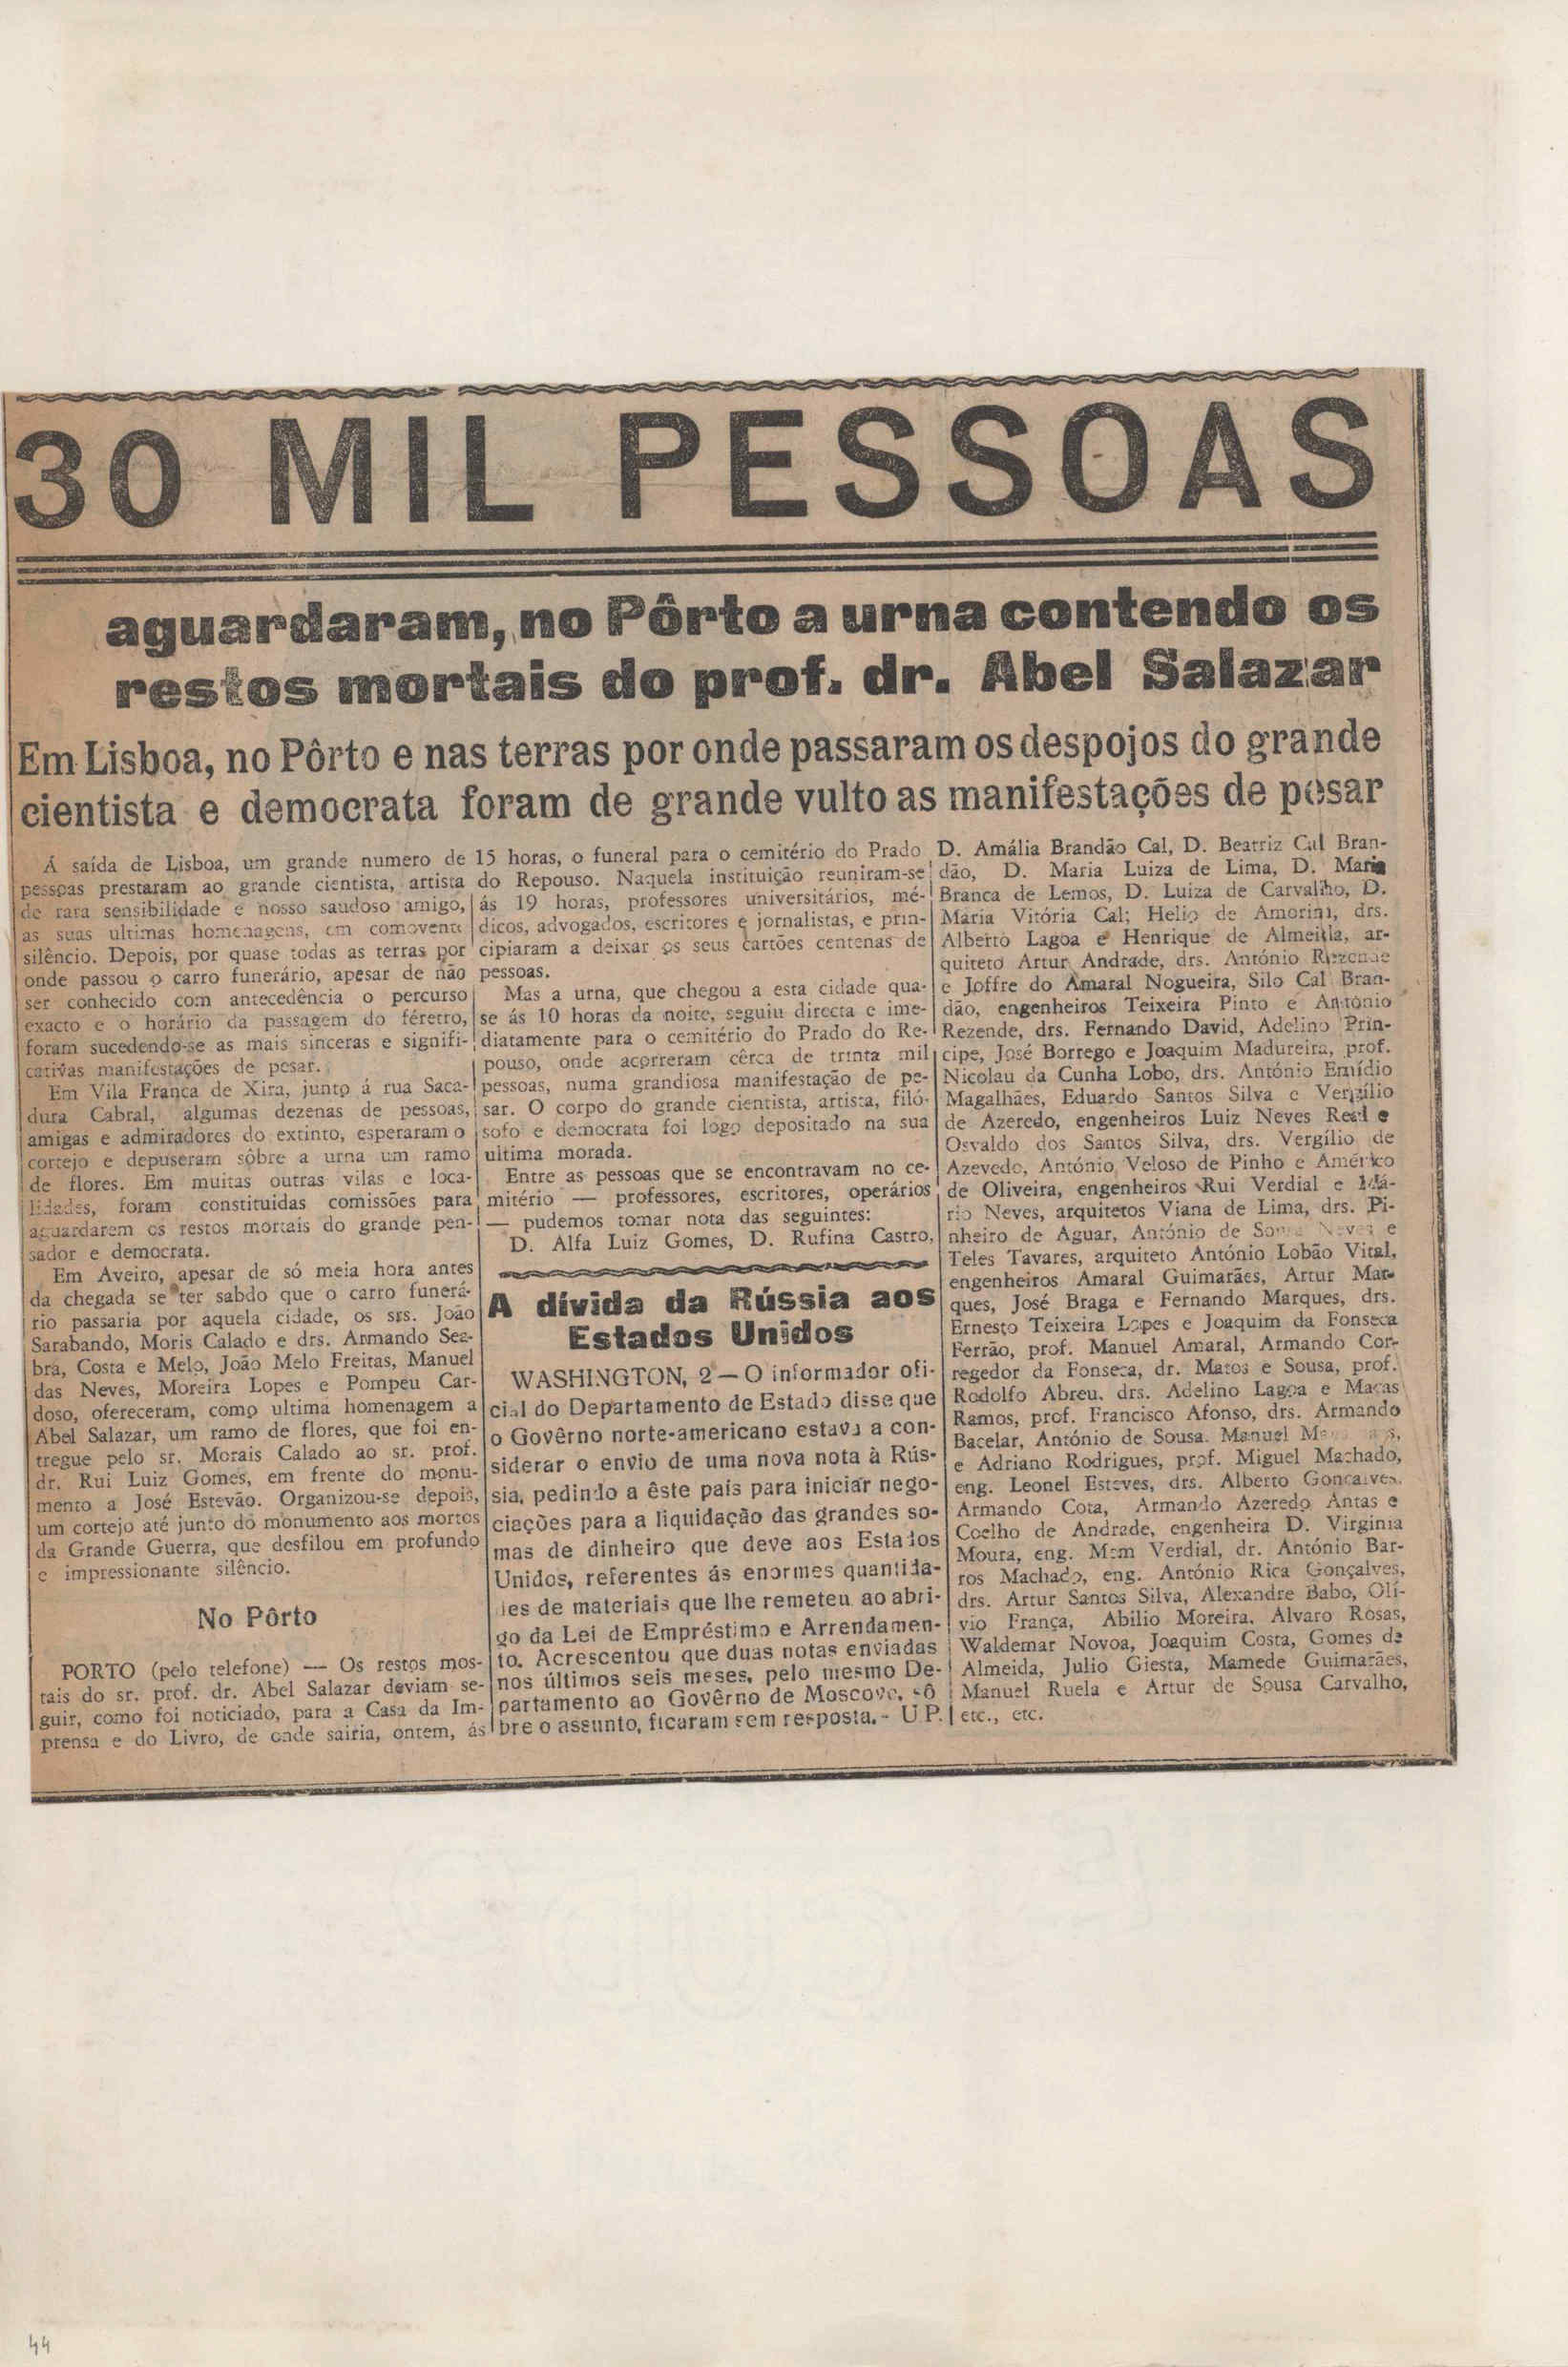 30 MIL PESSOAS
aguardaram, no Pôrto a urna contendo os
restos mortais do prof. dr. Abel Salazar
Em Lisboa, no Pôrto e nas terras por onde passaram os despojos do grande
cientista e democrata foram de grande vulto as manifestações de pesar
Á saída de Lisboa, um grande numero de
pessoas prestaram ao grande cientista, artista
de rara sensibilidade e nosso saudoso amigo,
as suas ultimas homenagens, em comovente
silêncio. Depois, por quase todas as terras por
onde passou o carro funerário, apesar de não
ser conhecido com antecedência o percurso
exacto e o horário da passagem do féretro,
foram sucedendo-se as mais sinceras e signifi-
cativas manifestações de pesar.
Em Vila Franca de Xira, junto á rua Saca-
dura Cabral, algumas dezenas de pessoas,
amigas e admiradores do extinto, esperaram o
cortejo e depuseram sôbre a urna um ramo
de flores. Em muitas outras vilas e loca-
lidades, foram constituidas comissões para
aguardarem os restos mortais do grande pen-
sador e democrata.
Em Aveiro, apesar de só meia hora antes
da chegada se ter sabdo que o carro funerá-
rio passaria por aquela cidade, os srs. João
Sarabando, Moris Calado e drs. Armando Sea-
bra, Costa e Melo, João Melo Freitas, Manuel
das Neves, Moreira Lopes e Pompeu Car-
doso, ofereceram, como ultima homenagem a
Abel Salazar, um ramo de flores, que foi en-
tregue pelo sr. Morais Calado ao sr. prof.
dr. Rui Luiz Gomes, em frente do monu-
mento a José Estevão. Organizou-se depois,
um cortejo até junto dó monumento aos mortos
da Grande Guerra, que desfilou em profundo
e impressionante silêncio.
No Pôrto
PORTO (pelo telefone) — Os restos mos-
tais do sr. prof. dr. Abel Salazar deviam se-
guir, como foi noticiado, para a Casa da Im-
prensa e do Livro, de onde sairia, ontem, ás
15 horas, o funeral para o cemitério do Prado
do Repouso. Naquela instituição reuniram-se
ás 19 horas, professores universitários, mé-
dicos, advogados, escritores e jornalistas, e prin-
cipiaram a deixar os seus cartões centenas de
pessoas.
Mas a urna, que chegou a esta cidade qua-
se ás 10 horas da noite, seguiu directa e ime-
diatamente para o cemitério do Prado do Re-
pouso, onde acorreram cêrca de trinta mil
pessoas, numa grandiosa manifestação de pe-
sar. O corpo do grande cientista, artista, filó-
sofo e democrata foi logo depositado na sua
ultima morada.
Entre as pessoas que se encontravam no ce-
mitério — professores, escritores, operários
— pudemos tomar nota das seguintes:
D. Alfa Luiz Gomes, D. Rufina Castro,
A dívida da Rússia aos
Estados Unidos
WASHINGTON, 2 — O informador ofi-
cial do Departamento de Estado disse que
o Govêrno norte-americano estava a con-
siderar o envio de uma nova nota à Rús-
sia, pedindo a êste país para iniciar nego-
ciações para a liquidação das grandes so-
mas de dinheiro que deve aos Estados
Unidos, referentes ás enormes quantida-
des de materiais que lhe remeteu ao abri-
go da Lei de Empréstimo e Arrendamen-
to. Acrescentou que duas notas enviadas
nos últimos seis meses, pelo mesmo De-
partamento ao Govêrno de Moscovo, sô
bre o assunto, ficaram sem resposta. - U.P.
D. Amália Brandão Cal, D. Beatriz Cal Bran-
dão, D. Maria Luiza de Lima, D. Maria
Branca de Lemos, D. Luiza de Carvalho, D.
Maria Vitória Cal; Helio de Amorim, drs.
Alberto Lagoa e Henrique de Almeida, ar-
quiteto Artur Andrade, drs. António Rezende
e Joffre do Amaral Nogueira, Silo Cal Bran-
dão, engenheiros Teixeira Pinto e António
Rezende, drs. Fernando David, Adelino Prin-
cipe, José Borrego e Joaquim Madureira, prof.
Nicolau da Cunha Lobo, drs. António Emídio
Magalhães, Eduardo Santos Silva e Vergílio
de Azeredo, engenheiros Luiz Neves Real e
Osvaldo dos Santos Silva, drs. Vergílio de
Azevedo, António Veloso de Pinho e Américo
de Oliveira, engenheiros Rui Verdial e Idá-
rio Neves, arquitetos Viana de Lima, drs. Pi-
nheiro de Aguar, António de Sousa Neves e
Teles Tavares, arquiteto António Lobão Vital,
engenheiros Amaral Guimarães, Artur Mar-
ques, José Braga e Fernando Marques, drs.
Ernesto Teixeira Lopes e Joaquim da Fonseca
Ferrão, prof. Manuel Amaral, Armando Cor-
regedor da Fonseca, dr. Matos e Sousa, prof.
Rodolfo Abreu, drs. Adelino Lagoa e Maças
Ramos, prof. Francisco Afonso, drs. Armando
Bacelar, António de Sousa. Manuel
e Adriano Rodrigues, prof. Miguel Machado,
eng. Leonel Esteves, drs. Alberto Goncalves,
Armando Cota, Armando Azeredo Antas e
Coelho de Andrade, engenheira D. Virginia
Moura, eng. Mem Verdial, dr. António Bar-
ros Machado, eng. António Rica Gonçalves,
drs. Artur Santos Silva, Alexandre Babo, Olí-
vio França, Abilio Moreira, Alvaro Rosas,
Waldemar Novoa, Joaquim Costa, Gomes de
Almeida, Julio Giesta, Mamede Guimarães,
Manuel Ruela e Artur de Sousa Carvalho,
etc., etc.
44